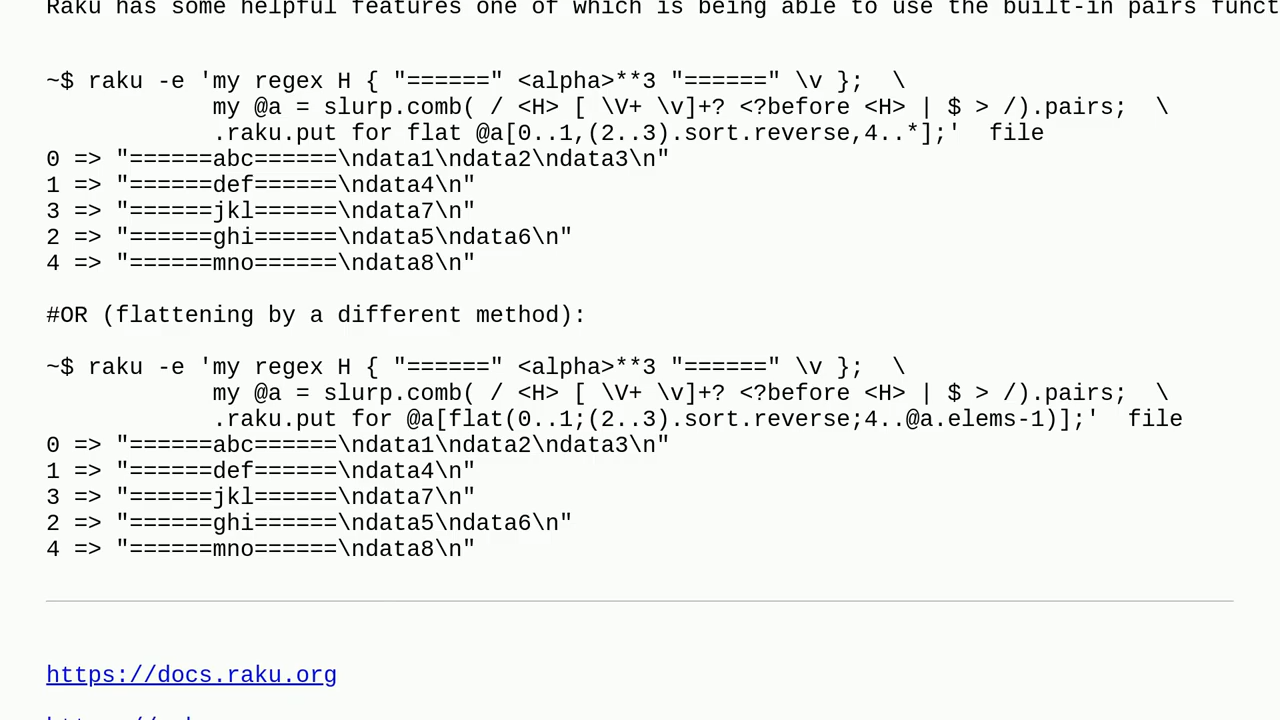 Raku has some helpful features one of which is being able to use the built-in pairs funct
~$ raku -e 'my regex H { "======" <alpha>**3 "======" \v };  \
            my @a = slurp.comb( / <H> [ \V+ \v]+? <?before <H> | $ > /).pairs;  \
            .raku.put for flat @a[0..1,(2..3).sort.reverse,4..*];'  file
0 => "======abc======\ndata1\ndata2\ndata3\n"
1 => "======def======\ndata4\n"
3 => "======jkl======\ndata7\n"
2 => "======ghi======\ndata5\ndata6\n"
4 => "======mno======\ndata8\n"
#OR (flattening by a different method):
~$ raku -e 'my regex H { "======" <alpha>**3 "======" \v };  \
            my @a = slurp.comb( / <H> [ \V+ \v]+? <?before <H> | $ > /).pairs;  \
            .raku.put for @a[flat(0..1;(2..3).sort.reverse;4..@a.elems-1)];'  file
0 => "======abc======\ndata1\ndata2\ndata3\n"
1 => "======def======\ndata4\n"
3 => "======jkl======\ndata7\n"
2 => "======ghi======\ndata5\ndata6\n"
4 => "======mno======\ndata8\n"
https://docs.raku.org